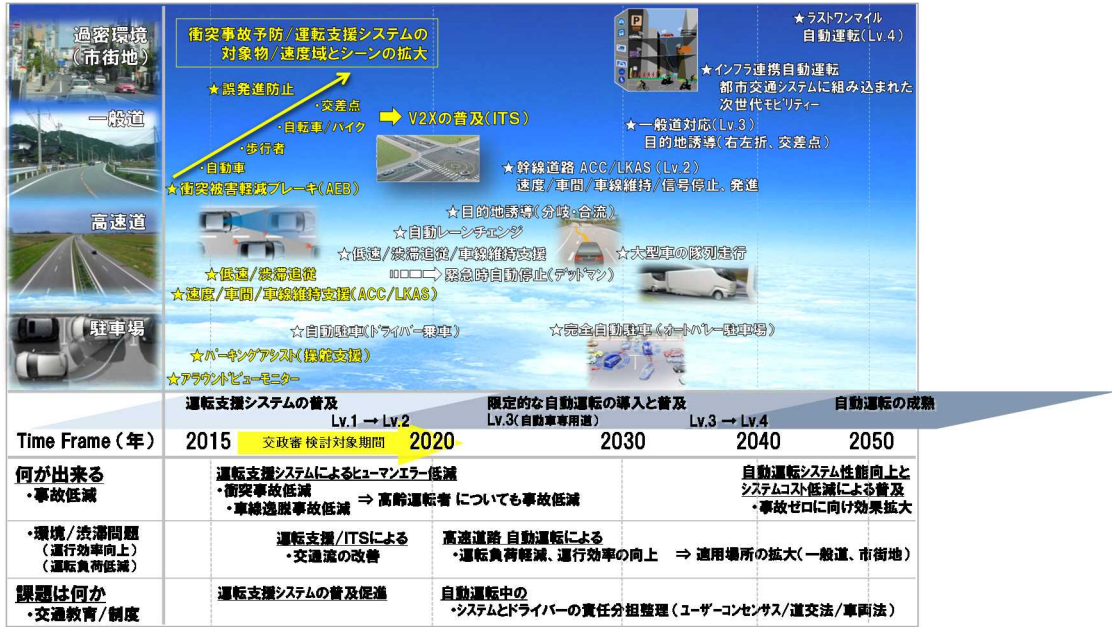 過密環境
(市街地)
衝突事故予防/運転支援システムの
対象物/速度域とシーンの拡大
★誤発進防止
・交差点
・自転車/バイク
・歩行者
・自動車
★衝突被害軽減ブレーキ(AEB)
V2Xの普及(ITS)
★ラストワンマイル
自動運転(Lv.4)
P
★インフラ連携自動運転
都市交通システムに組み込まれた
次世代モビリティー
★一般道対応(Lv.3)
目的地誘導(右左折、交差点)
★幹線道路 ACC/LKAS (Lv.2)
速度/車間/車線維持/信号停止、発進
一般道
高速道
★目的地誘導(分岐・合流)
★自動レーンチェンジ
★低速/渋滞追従/車線維持支援
緊急時自動停止(デッドマン)
★大型車の隊列走行
★低速/渋滞追従
★速度/車間/車線維持支援(ACC/LKAS)
駐車場
★自動駐車(ドライバー乗車)
★完全自動駐車(オートバレー駐車場)
★パーキングアシスト(操舵支援)
★アラウンドビューモニター
運転支援システムの普及
Lv.1 → Lv.2
限定的な自動運転の導入と普及
Lv.3(自動車専用道)
Lv.3 → Lv.4
自動運転の成熟
Time Frame (年)
2015
交政審 検討対象期間
2020
2030
2040
2050
何が出来る
・事故低減
運転支援システムによるヒューマンエラー低減
・衝突事故低減
・車線逸脱事故低減
⇒ 高齢運転者 についても事故低減
自動運転システム性能向上と
システムコスト低減による普及
・事故ゼロに向け効果拡大
・環境/渋滞問題
(運行効率向上)
(運転負荷低減)
運転支援/ITSによる
・交通流の改善
高速道路 自動運転による
・運転負荷軽減、運行効率の向上
⇒ 適用場所の拡大(一般道、市街地)
課題は何か
・交通教育/制度
運転支援システムの普及促進
自動運転中の
・システムとドライバーの責任分担整理(ユーザーコンセンサス/道交法/車両法)